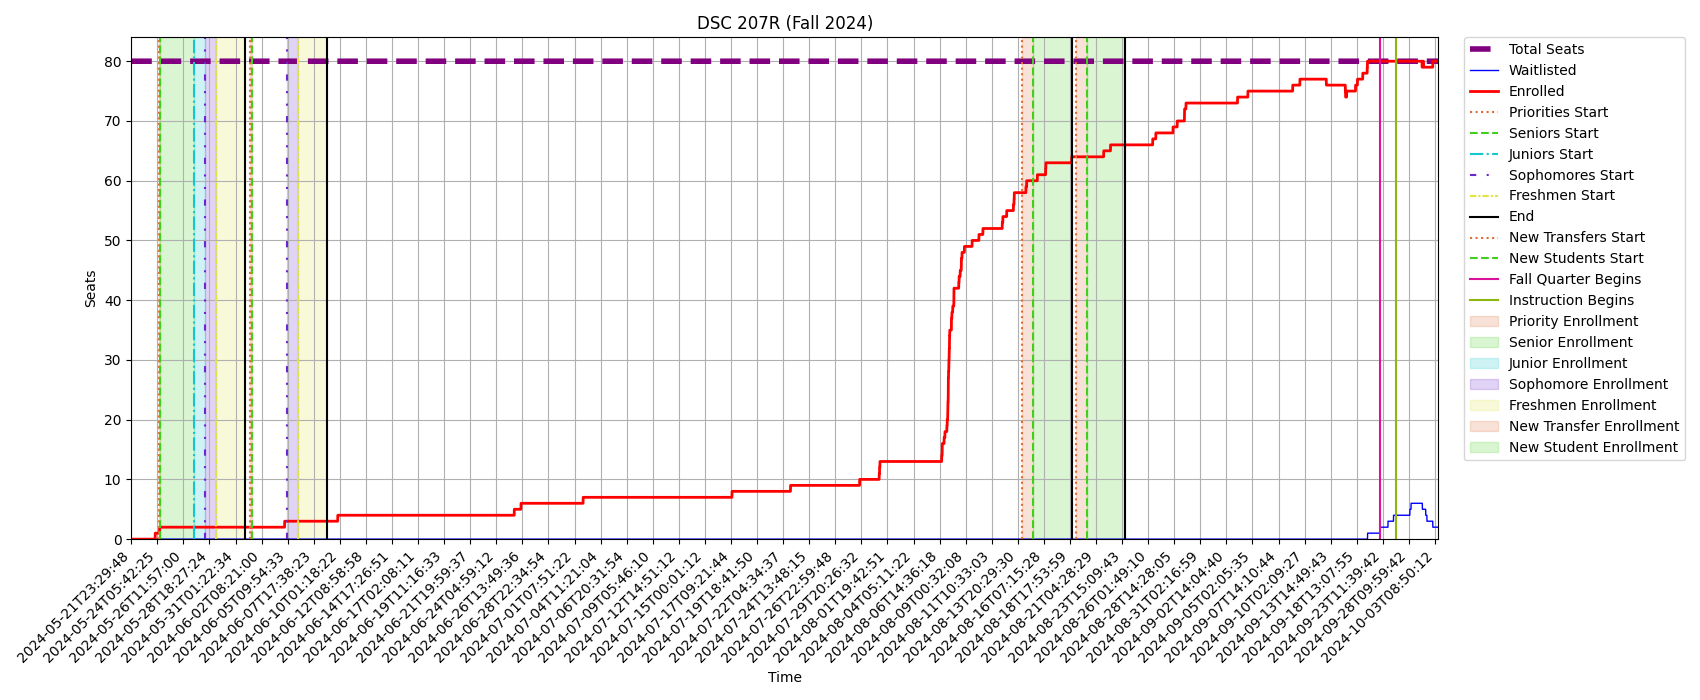 DSC 207R (Fall 2024)
Seats
80
70
60
50
40
30
20
10
0
2024-05-21T23:29:48
2024-05-24T05:42:25
2024-05-26T11:57:00
2024-05-28T18:27:24
2024-05-31T01:22:34
2024-06-02T08:21:00
2024-06-05T09:54:33
2024-06-07T17:38:23
2024-06-10T01:18:22
2024-06-12T08:58:58
2024-06-14T17:26:51
2024-06-17T02:08:11
2024-06-19T11:16:33
2024-06-21T19:59:37
2024-06-24T04:59:12
2024-06-26T13:49:36
2024-06-28T22:34:54
2024-07-01T07:51:22
2024-07-04T11:21:04
2024-07-06T20:31:54
2024-07-09T05:46:10
2024-07-12T14:51:12
2024-07-15T00:01:12
2024-07-17T09:21:44
2024-07-19T18:41:50
2024-07-22T04:34:37
2024-07-24T13:48:15
2024-07-26T22:59:48
2024-07-29T20:26:32
2024-08-01T19:42:51
2024-08-04T05:11:22
2024-08-06T14:36:18
2024-08-09T00:32:08
2024-08-11T10:33:03
2024-08-13T20:29:30
2024-08-16T07:15:28
2024-08-18T17:53:59
2024-08-21T04:28:29
2024-08-23T15:09:43
2024-08-26T01:49:10
2024-08-28T14:28:05
2024-08-31T02:16:59
2024-09-02T14:04:40
2024-09-05T02:05:35
2024-09-07T14:10:44
2024-09-10T02:09:27
2024-09-13T14:49:43
2024-09-18T13:07:55
2024-09-23T11:39:42
2024-09-28T09:59:42
2024-10-03T08:50:12
Time
Total Seats
Waitlisted
Enrolled
Priorities Start
Seniors Start
Juniors Start
Sophomores Start
Freshmen Start
End
New Transfers Start
New Students Start
Fall Quarter Begins
Instruction Begins
Priority Enrollment
Senior Enrollment
Junior Enrollment
Sophomore Enrollment
Freshmen Enrollment
New Transfer Enrollment
New Student Enrollment